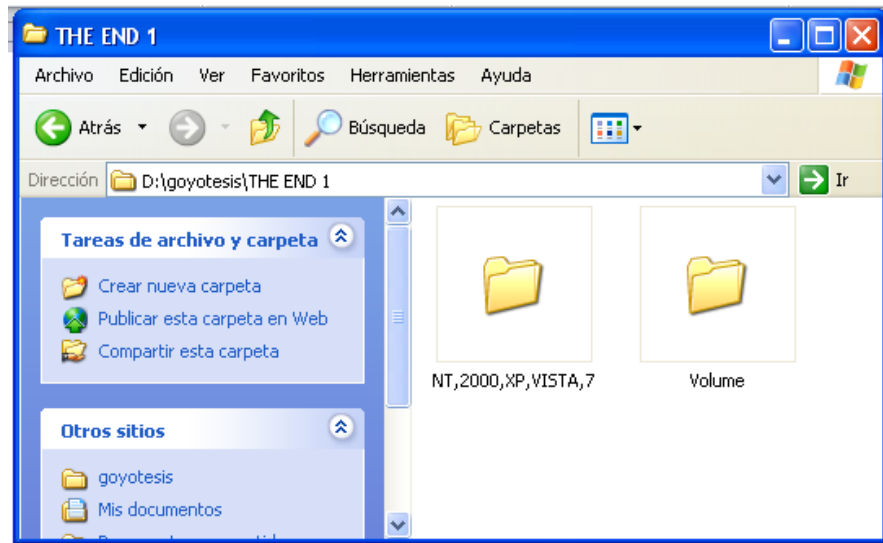 THE END 1
Archivo Edición Ver Favoritos Herramientas Ayuda
Atrás Búsqueda Carpetas
Dirección D:\goyotesis\THE END 1 Ir
Tareas de archivo y carpeta
Crear nueva carpeta
Publicar esta carpeta en Web
Compartir esta carpeta
Otros sitios
goyotesis
Mis documentos
NT,2000,XP,VISTA,7
Volume